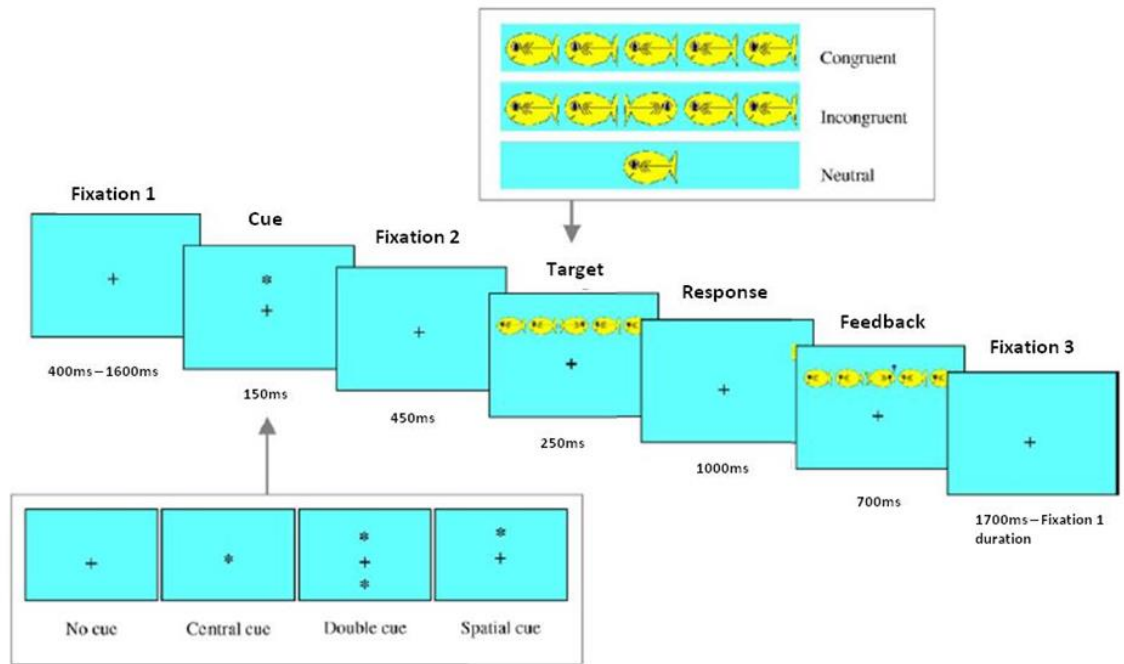 Congruent
Incongruent
Neutral
Fixation 1
Cue
Fixation 2
Target
Response
Feedback
Fixation 3
400ms–1600ms
150ms
450ms
250ms
1000ms
700ms
1700ms–Fixation 1
duration
No cue
Central cue
Double cue
Spatial cue